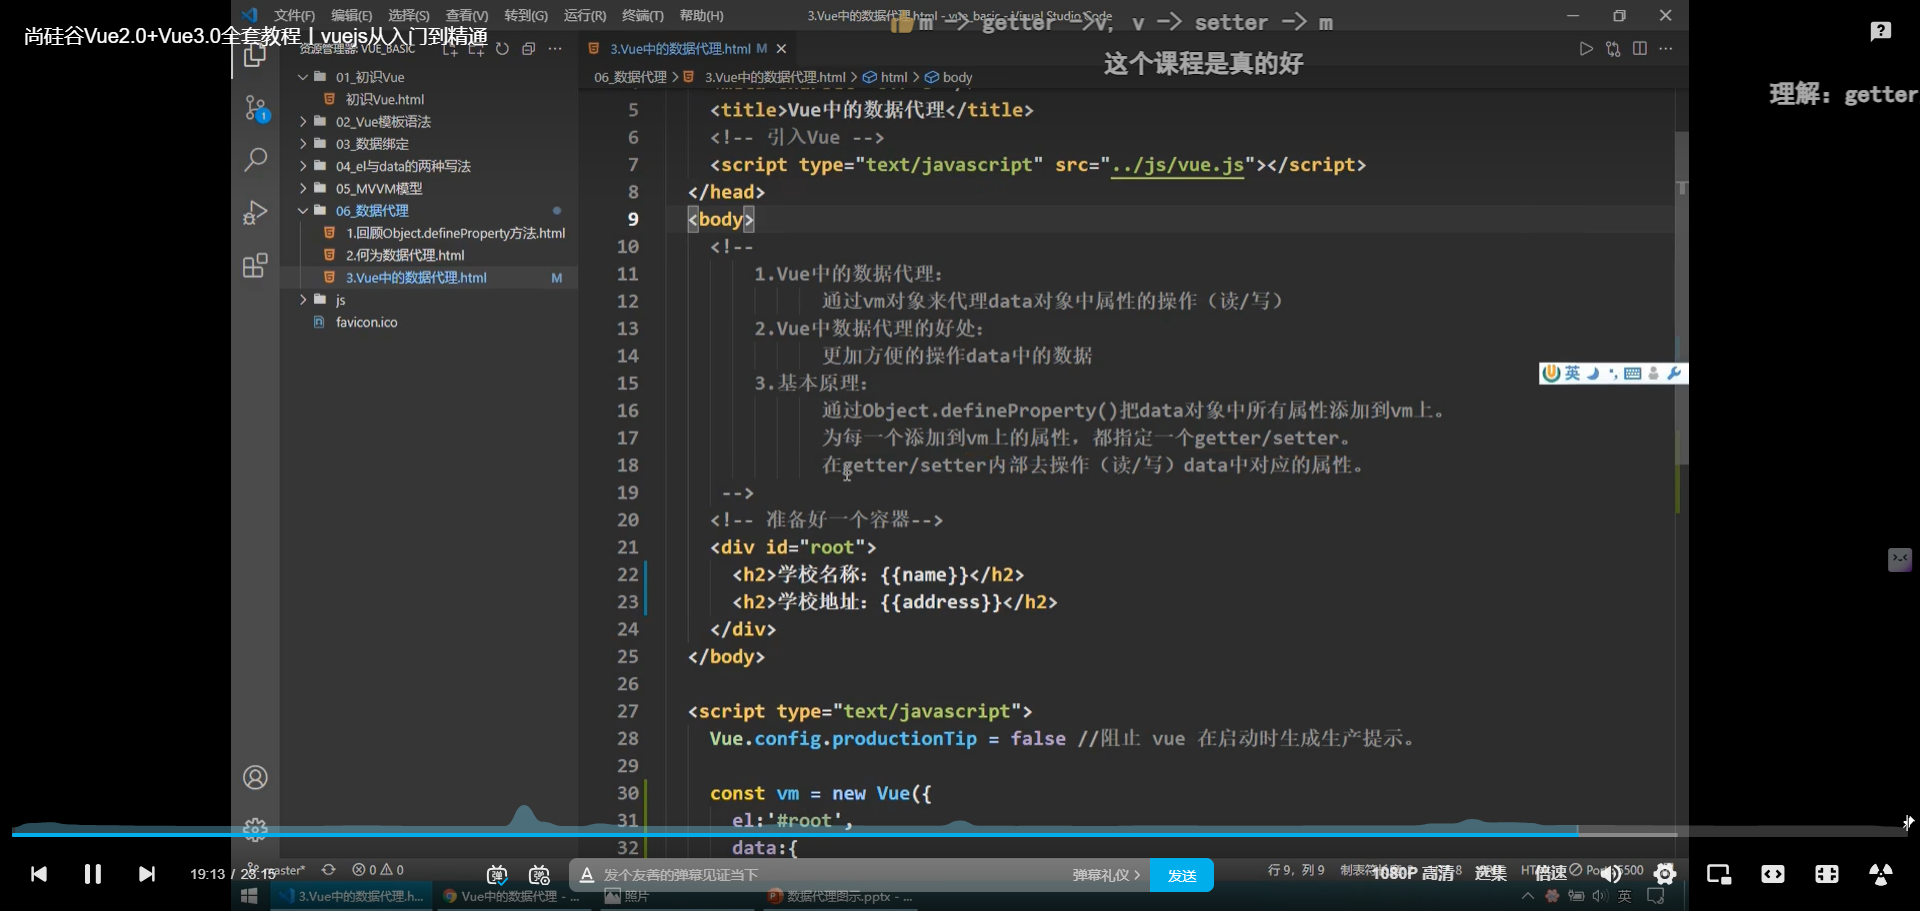 文件(F) 编辑(E) 选择(S) 查看(V) 转到(G) 运行(R) 终端(T) 帮助(H)
3.Vue中的数据代理.html - vue_basic - Visual Studio Code
m -> getter ->v, v -> setter -> m
尚硅谷Vue2.0+Vue3.0全套教程丨vuejs从入门到精通
资源管理器: VUE_BASIC
3.Vue中的数据代理.html M
这个课程是真的好
理解: getter
06_数据代理 > 3.Vue中的数据代理.html > html > body
01_初识Vue
初识Vue.html
02_Vue模板语法
03_数据绑定
04_el与data的两种写法
05_MVVM模型
06_数据代理
1.回顾Object.defineProperty方法.html
2.何为数据代理.html
3.Vue中的数据代理.html M
js
favicon.ico
1
5 <title>Vue中的数据代理</title>
6 <!-- 引入Vue -->
7 <script type="text/javascript" src="../js/vue.js"></script>
8 </head>
9 <body>
10 <!--
11 1.Vue中的数据代理:
12 通过vm对象来代理data对象中属性的操作（读/写）
13 2.Vue中数据代理的好处:
14 更加方便的操作data中的数据
15 3.基本原理:
16 通过Object.defineProperty()把data对象中所有属性添加到vm上。
17 为每一个添加到vm上的属性，都指定一个getter/setter。
18 在getter/setter内部去操作（读/写）data中对应的属性。
19 -->
20 <!-- 准备好一个容器-->
21 <div id="root">
22 <h2>学校名称：{{name}}</h2>
23 <h2>学校地址：{{address}}</h2>
24 </div>
25 </body>
26
27 <script type="text/javascript">
28 Vue.config.productionTip = false //阻止 vue 在启动时生成生产提示。
29
30 const vm = new Vue({
31 el:'#root',
32 data:{
英
19:13 / 23:15
0 0
发个友善的弹幕见证当下
弹幕礼仪 >
发送
行 9, 列 9
1080P 高清 选集 倍速
3.Vue中的数据代理.h...
Vue中的数据代理 - ...
照片
数据代理图示.pptx - ...
英